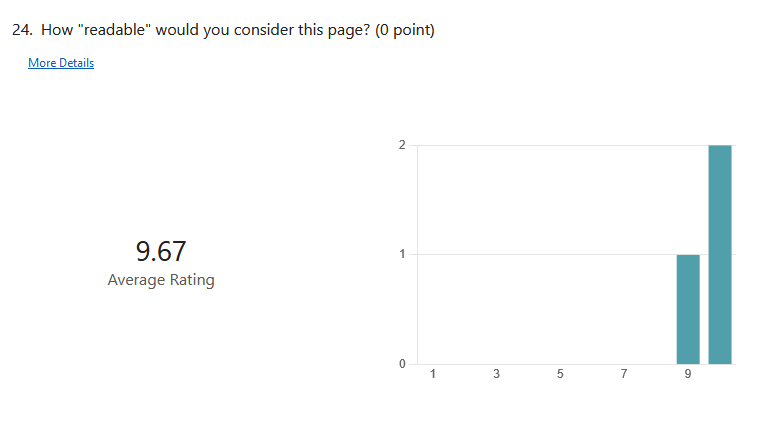 24. How "readable" would you consider this page? (0 point)
More Details
2
1
0
9.67
Average Rating
1 3 5 7 9